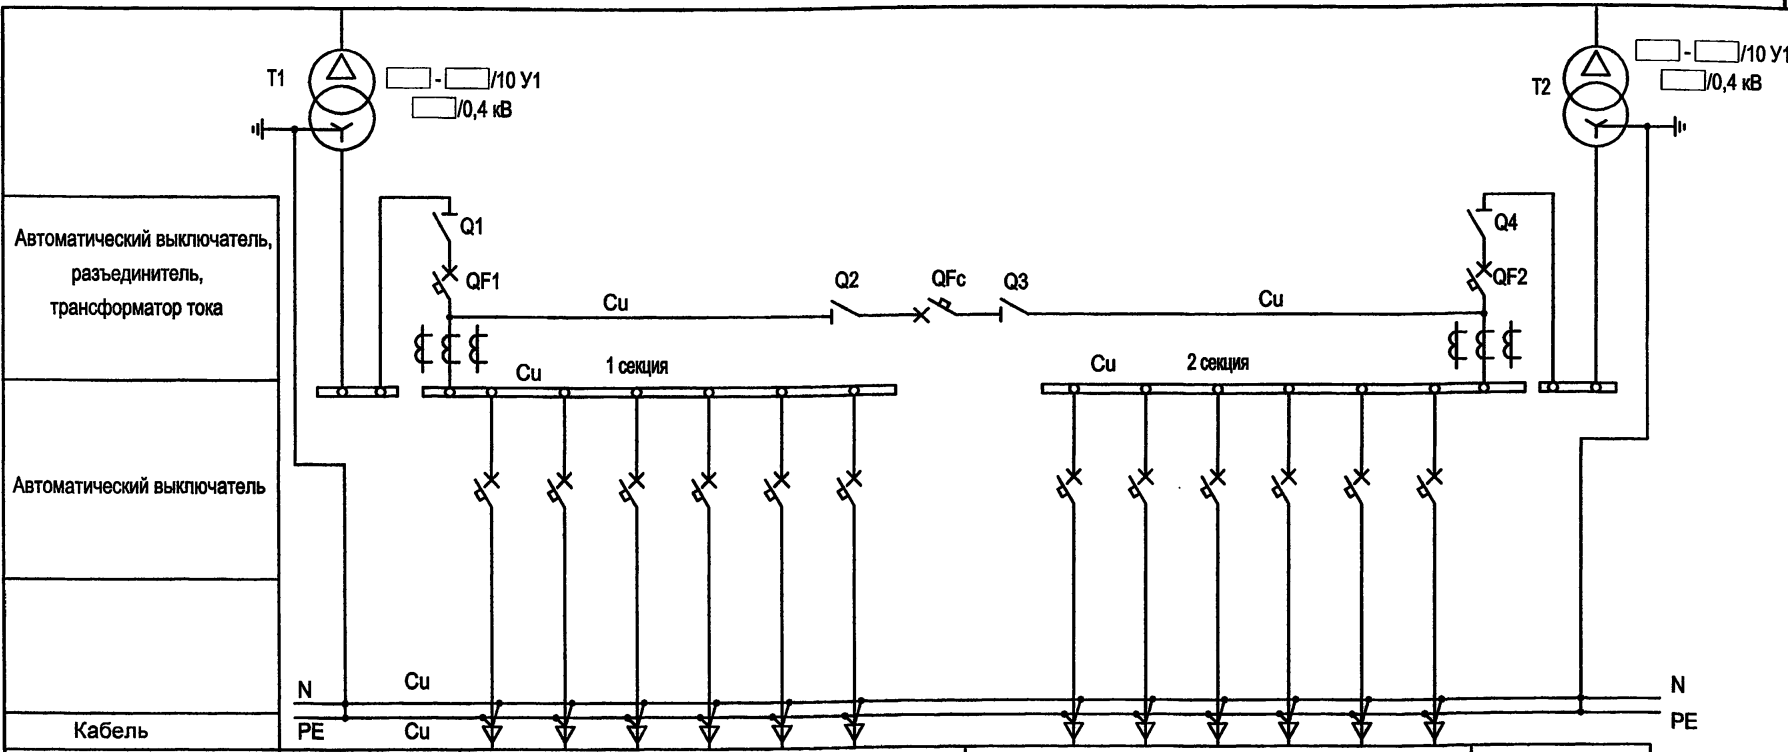 T1
- /10 У1
/0,4 кВ
T2
- /10 У1
/0,4 кВ
Автоматический выключатель,
разъединитель,
трансформатор тока
Q1
QF1
Cu
Q2
QFc
Q3
Cu
Q4
QF2
Cu
1 секция
Cu
2 секция
Автоматический выключатель
N
Cu
N
Кабель
PE
Cu
PE